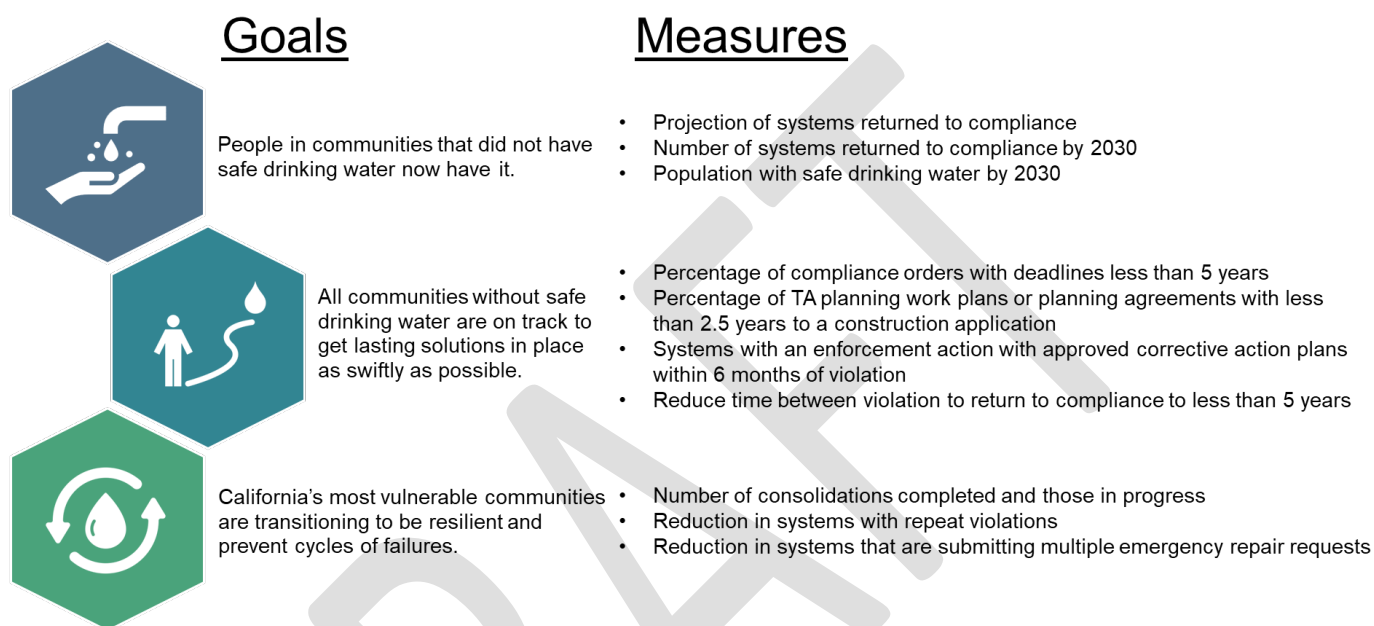 Goals
Measures
People in communities that did not have
safe drinking water now have it.
• Projection of systems returned to compliance
• Number of systems returned to compliance by 2030
• Population with safe drinking water by 2030
All communities without safe
drinking water are on track to
get lasting solutions in place
as swiftly as possible.
• Percentage of compliance orders with deadlines less than 5 years
• Percentage of TA planning work plans or planning agreements with less
than 2.5 years to a construction application
• Systems with an enforcement action with approved corrective action plans
within 6 months of violation
• Reduce time between violation to return to compliance to less than 5 years
California's most vulnerable communities
are transitioning to be resilient and
prevent cycles of failures.
• Number of consolidations completed and those in progress
• Reduction in systems with repeat violations
• Reduction in systems that are submitting multiple emergency repair requests
DRAFT